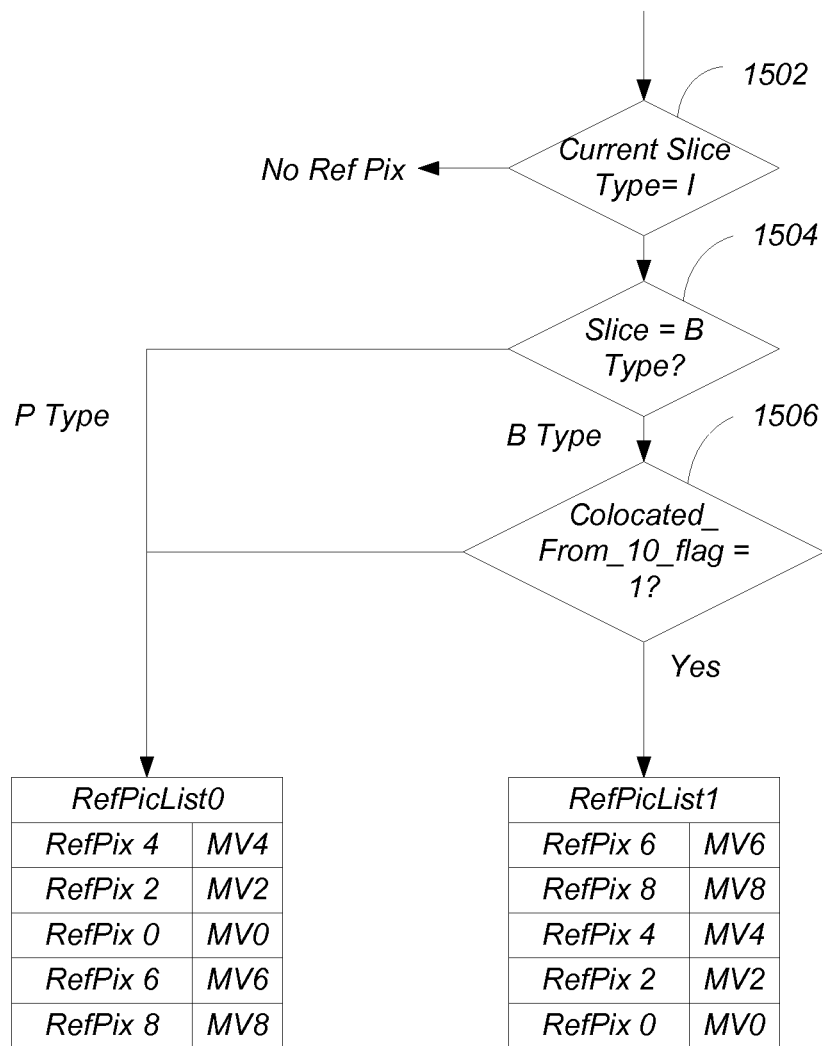 1502
Current Slice
Type= I
No Ref Pix
1504
Slice = B
Type?
P Type
B Type
1506
Colocated_
From_10_flag =
1?
Yes
RefPicList0
RefPix 4 MV4
RefPix 2 MV2
RefPix 0 MV0
RefPix 6 MV6
RefPix 8 MV8
RefPicList1
RefPix 6 MV6
RefPix 8 MV8
RefPix 4 MV4
RefPix 2 MV2
RefPix 0 MV0